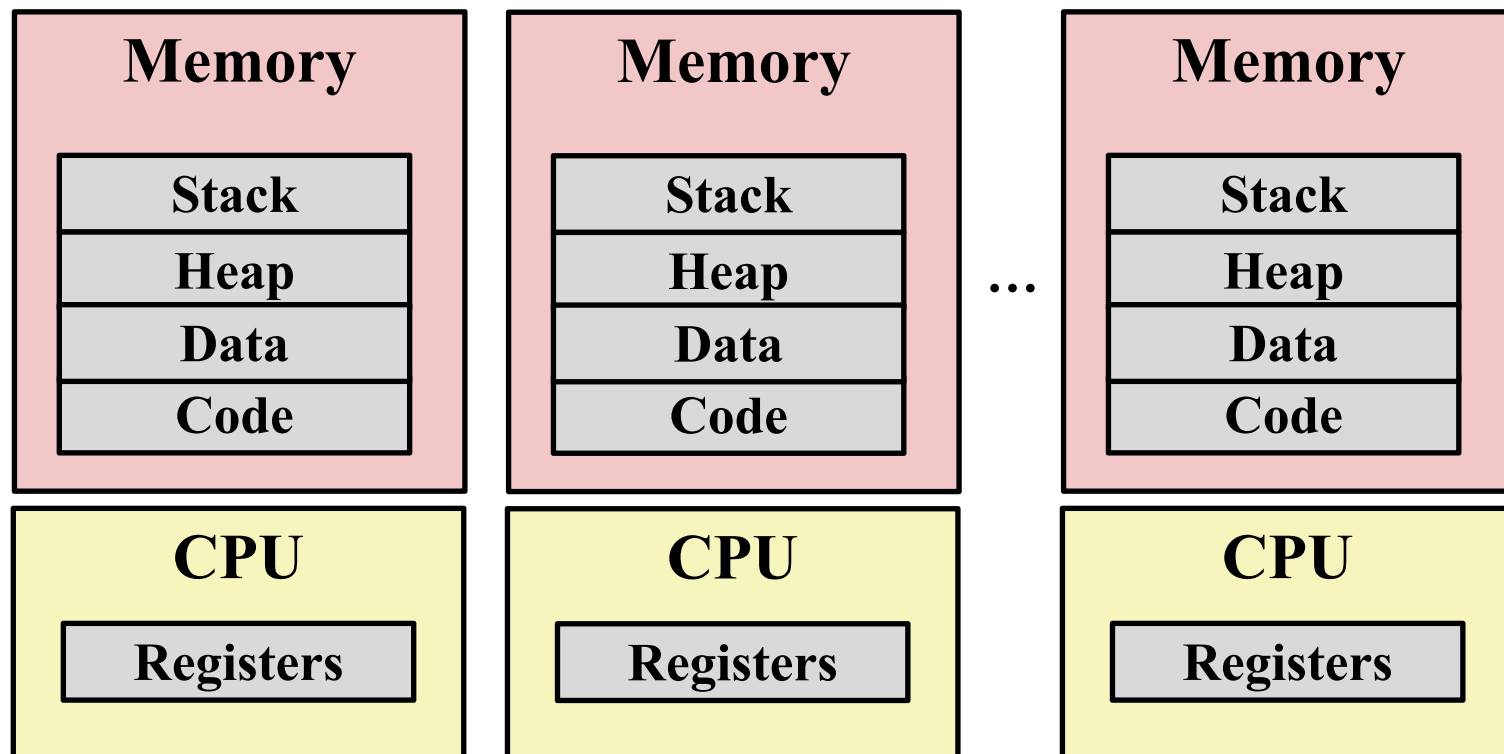 Memory
Stack
Heap
Data
Code
CPU
Registers
Memory
Stack
Heap
Data
Code
CPU
Registers
...
Memory
Stack
Heap
Data
Code
CPU
Registers